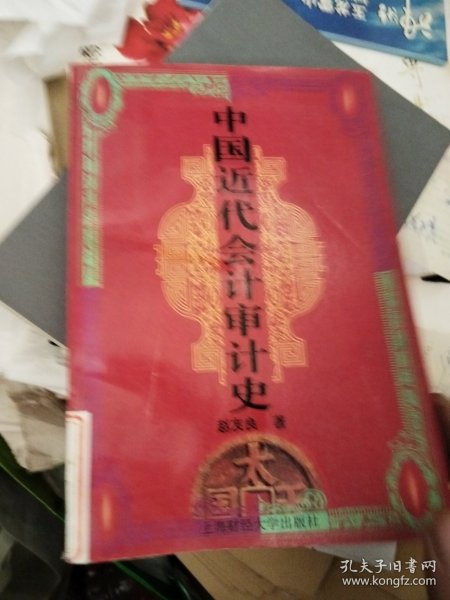 中国近代会计审计史
赵友良 著
上海财经大学出版社
孔夫子旧书网
www.kongfz.com